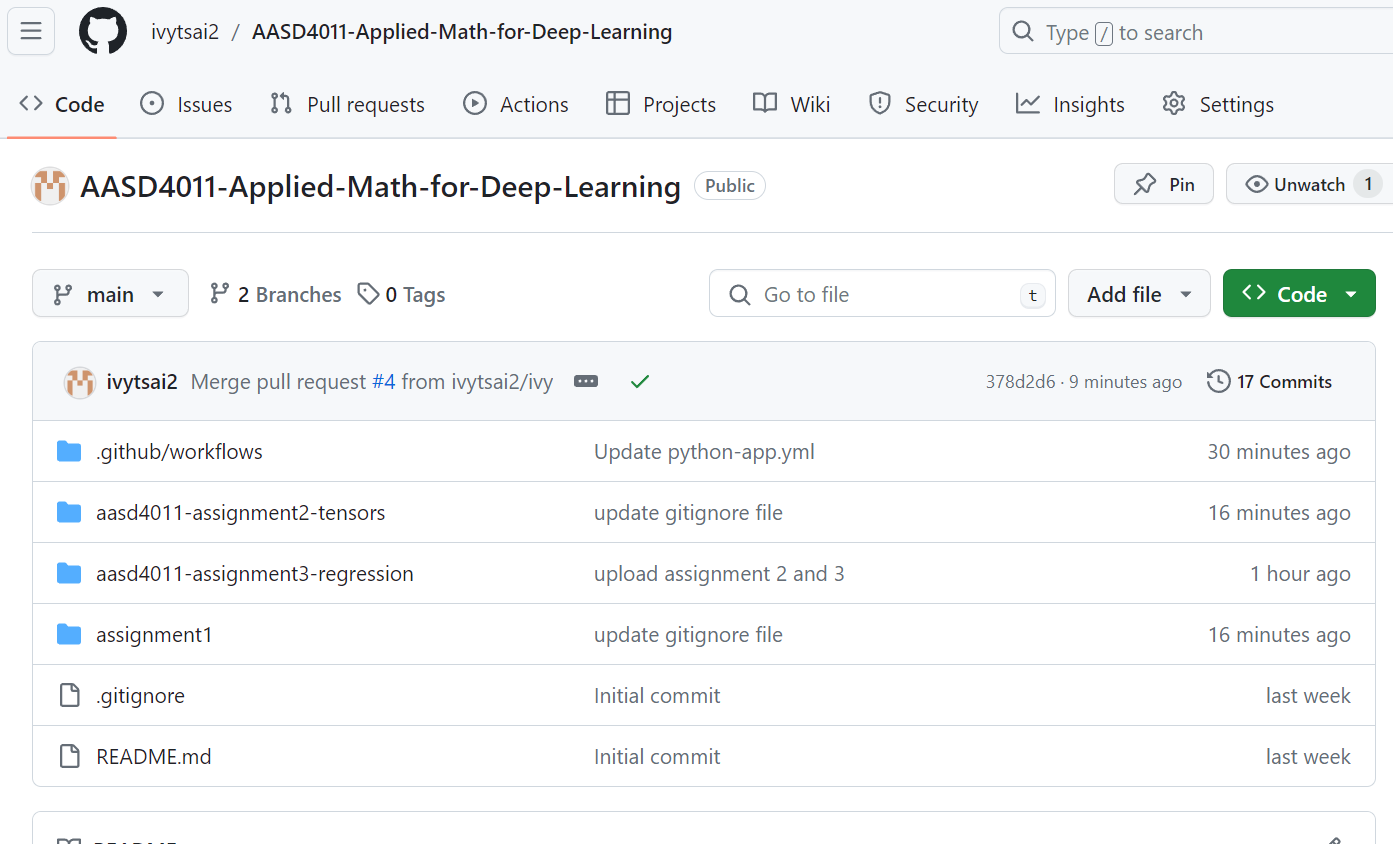 ivytsai2 / AASD4011-Applied-Math-for-Deep-Learning
Type / to search
Code Issues Pull requests Actions Projects Wiki Security Insights Settings
AASD4011-Applied-Math-for-Deep-Learning Public Pin Unwatch 1
main 2 Branches 0 Tags Go to file t Add file Code
ivytsai2 Merge pull request #4 from ivytsai2/ivy 378d2d6 · 9 minutes ago 17 Commits
.github/workflows Update python-app.yml 30 minutes ago
aasd4011-assignment2-tensors update gitignore file 16 minutes ago
aasd4011-assignment3-regression upload assignment 2 and 3 1 hour ago
assignment1 update gitignore file 16 minutes ago
.gitignore Initial commit last week
README.md Initial commit last week
README